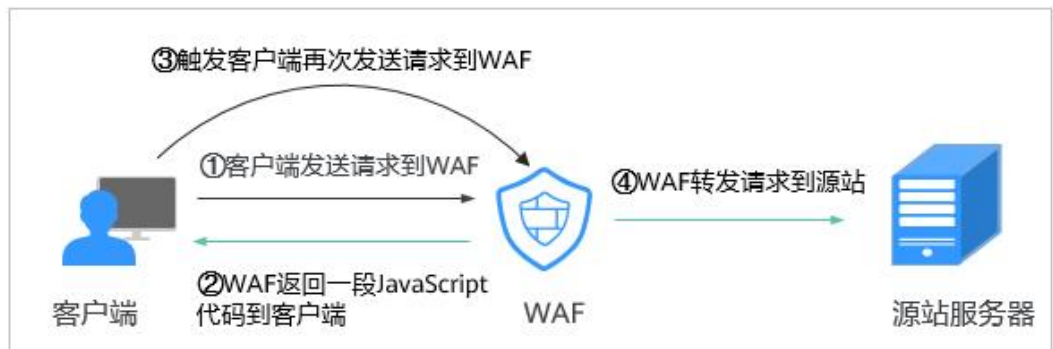 ③触发客户端再次发送请求到WAF
①客户端发送请求到WAF
④WAF转发请求到源站
②WAF返回一段JavaScript
代码到客户端
客户端
WAF
源站服务器